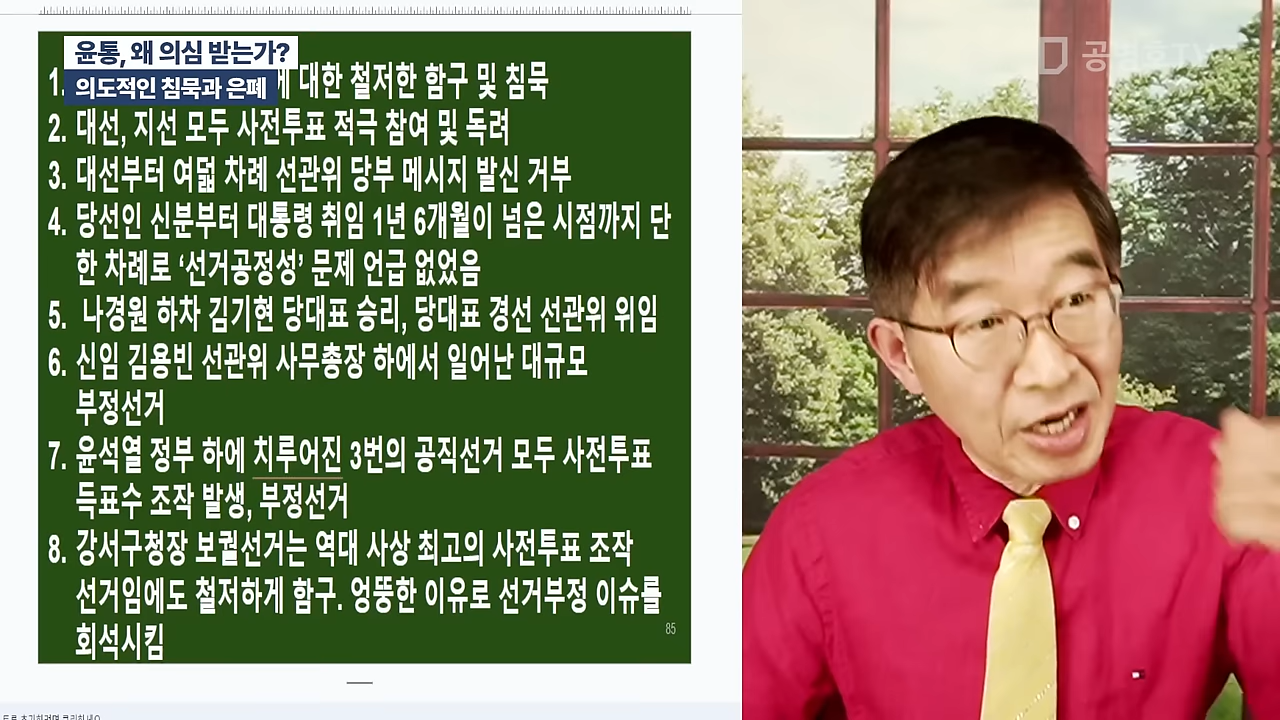 윤통, 왜 의심 받는가?
의도적인 침묵과 은폐
1. 대한 철저한 함구 및 침묵
2. 대선, 지선 모두 사전투표 적극 참여 및 독려
3. 대선부터 여덟 차례 선관위 당부 메시지 발신 거부
4. 당선인 신분부터 대통령 취임 1년 6개월이 넘은 시점까지 단
한 차례로 ‘선거공정성’ 문제 언급 없었음
5. 나경원 하차 김기현 당대표 승리, 당대표 경선 선관위 위임
6. 신임 김용빈 선관위 사무총장 하에서 일어난 대규모
부정선거
7. 윤석열 정부 하에 치루어진 3번의 공직선거 모두 사전투표
득표수 조작 발생, 부정선거
8. 강서구청장 보궐선거는 역대 사상 최고의 사전투표 조작
선거임에도 철저하게 함구. 엉뚱한 이유로 선거부정 이슈를
희석시킴
85
공병호TV